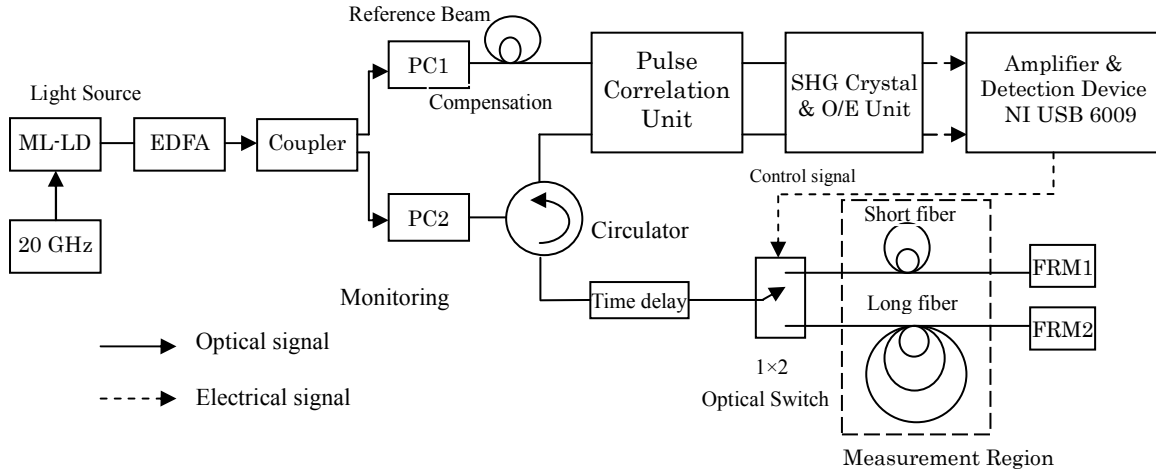 Reference Beam
PC1
Compensation
Pulse
Correlation
Unit
SHG Crystal
& O/E Unit
Amplifier &
Detection Device
NI USB 6009
Light Source
ML-LD
EDFA
Coupler
20 GHz
PC2
Circulator
Control signal
Short fiber
FRM1
Monitoring
Time delay
Long fiber
FRM2
1×2
Optical Switch
Optical signal
Electrical signal
Measurement Region